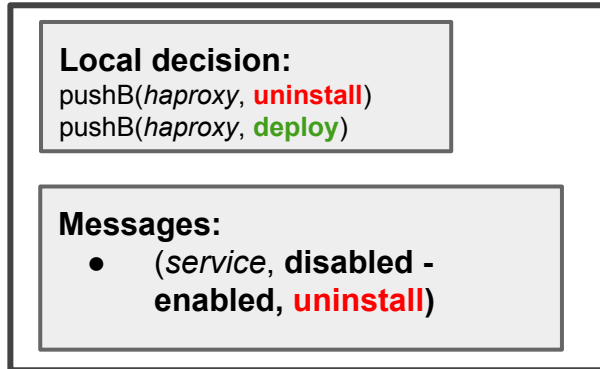 Local decision:
pushB(haproxy, uninstall)
pushB(haproxy, deploy)
Messages:
● (service, disabled -
enabled, uninstall)